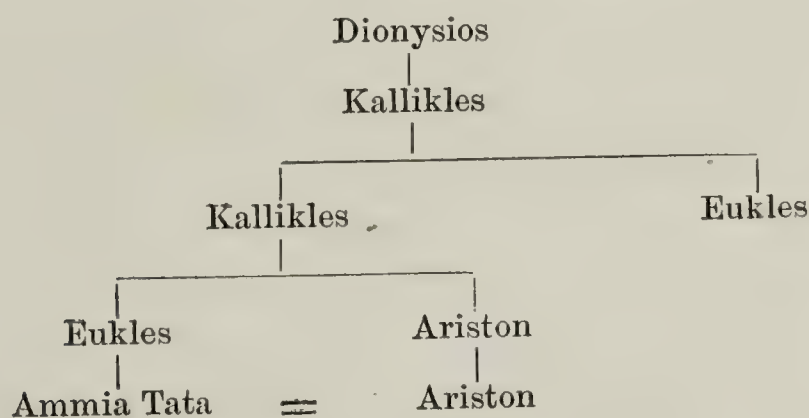 Dionysios
Kallikles
Kallikles Eukles
Eukles Ariston
Ammia Tata = Ariston